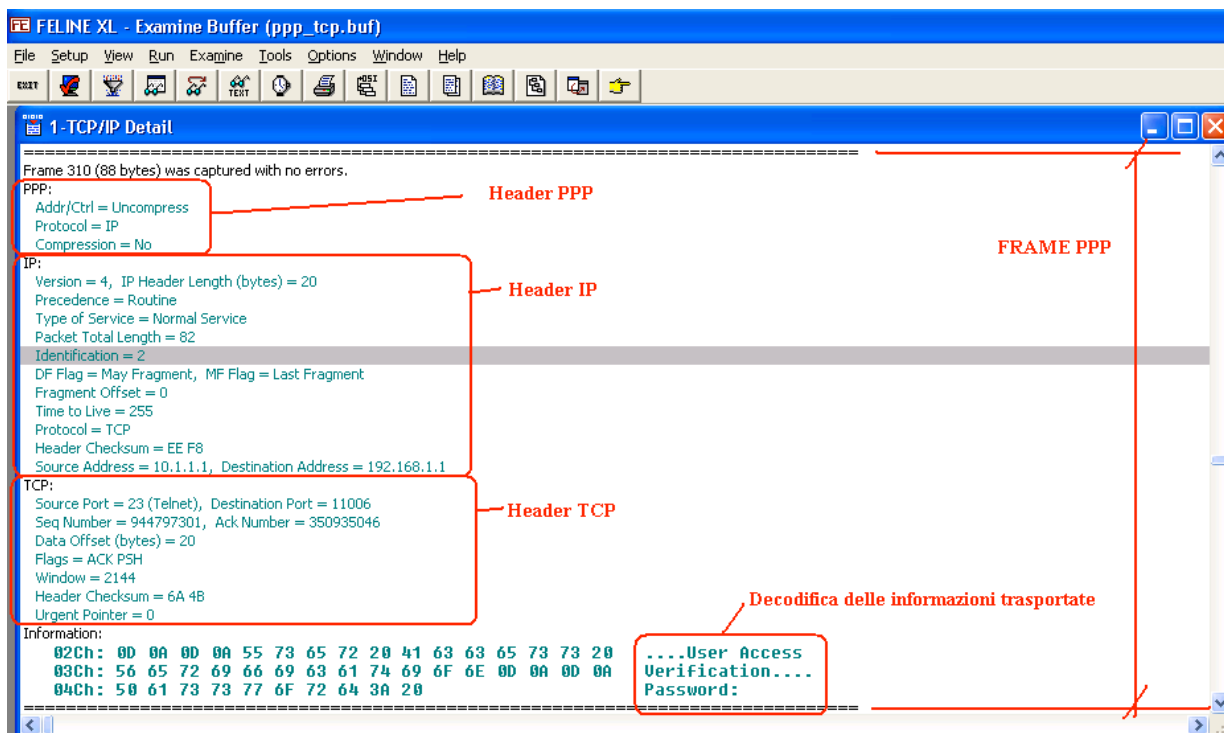 FELINE XL - Examine Buffer (ppp_tcp.buf)
File Setup View Run Examine Tools Options Window Help
EXIT TEXT OSI
1-TCP/IP Detail
===============================================================================
Frame 310 (88 bytes) was captured with no errors.
PPP:
Header PPP
Addr/Ctrl = Uncompress
Protocol = IP
Compression = No
FRAME PPP
IP:
Version = 4, IP Header Length (bytes) = 20
Header IP
Precedence = Routine
Type of Service = Normal Service
Packet Total Length = 82
Identification = 2
DF Flag = May Fragment, MF Flag = Last Fragment
Fragment Offset = 0
Time to Live = 255
Protocol = TCP
Header Checksum = EE F8
Source Address = 10.1.1.1, Destination Address = 192.168.1.1
TCP:
Source Port = 23 (Telnet), Destination Port = 11006
Header TCP
Seq Number = 944797301, Ack Number = 350935046
Data Offset (bytes) = 20
Flags = ACK PSH
Window = 2144
Header Checksum = 6A 4B
Urgent Pointer = 0
Decodifica delle informazioni trasportate
Information:
02Ch: 0D 0A 0D 0A 55 73 65 72 20 41 63 63 65 73 73 20 ....User Access
03Ch: 56 65 72 69 66 69 63 61 74 69 6F 6E 0D 0A 0D 0A Verification....
04Ch: 50 61 73 73 77 6F 72 64 3A 20 Password:
===============================================================================